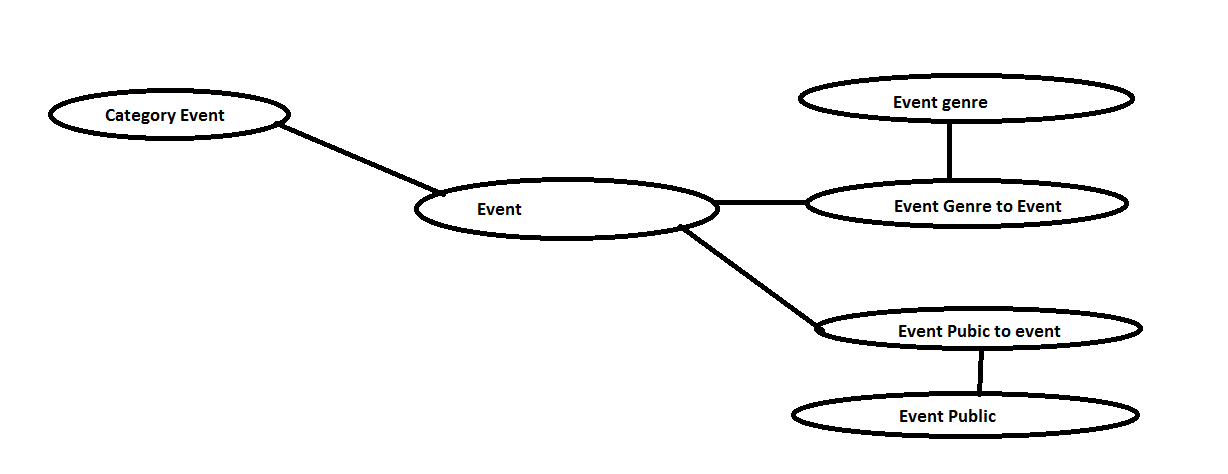 Category Event
Event
Event genre
Event Genre to Event
Event Pubic to event
Event Public